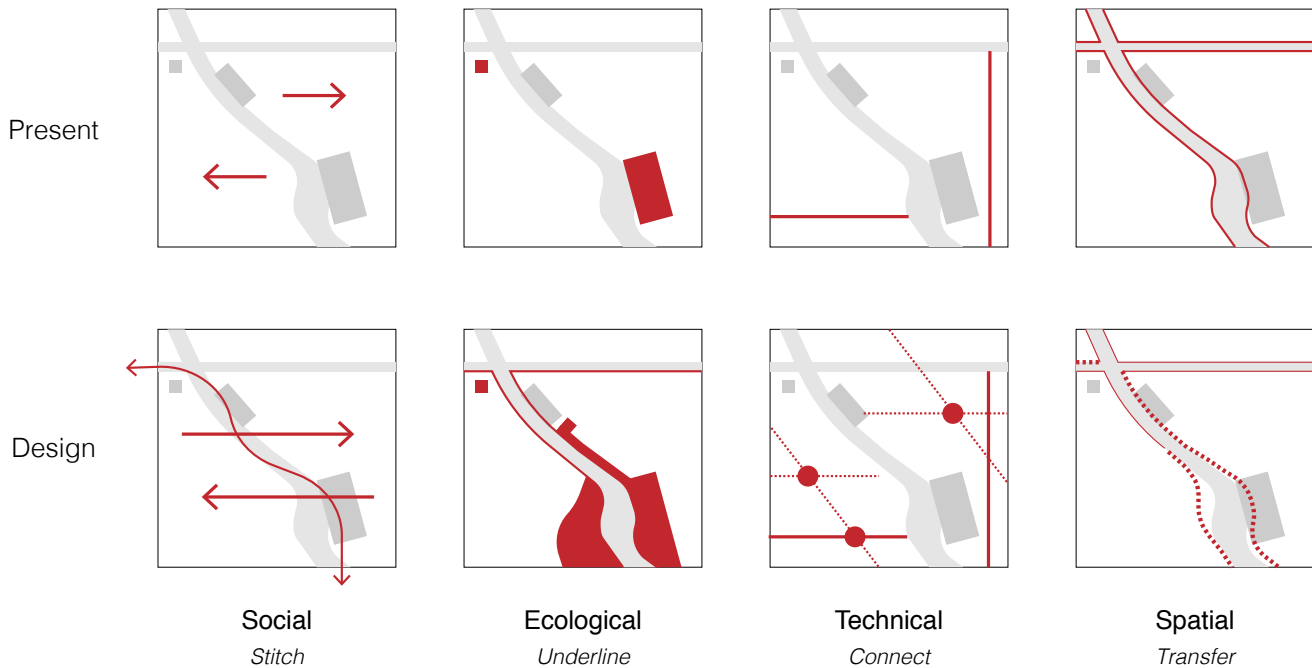 Present
Design
Social
Stitch
Ecological
Underline
Technical
Connect
Spatial
Transfer